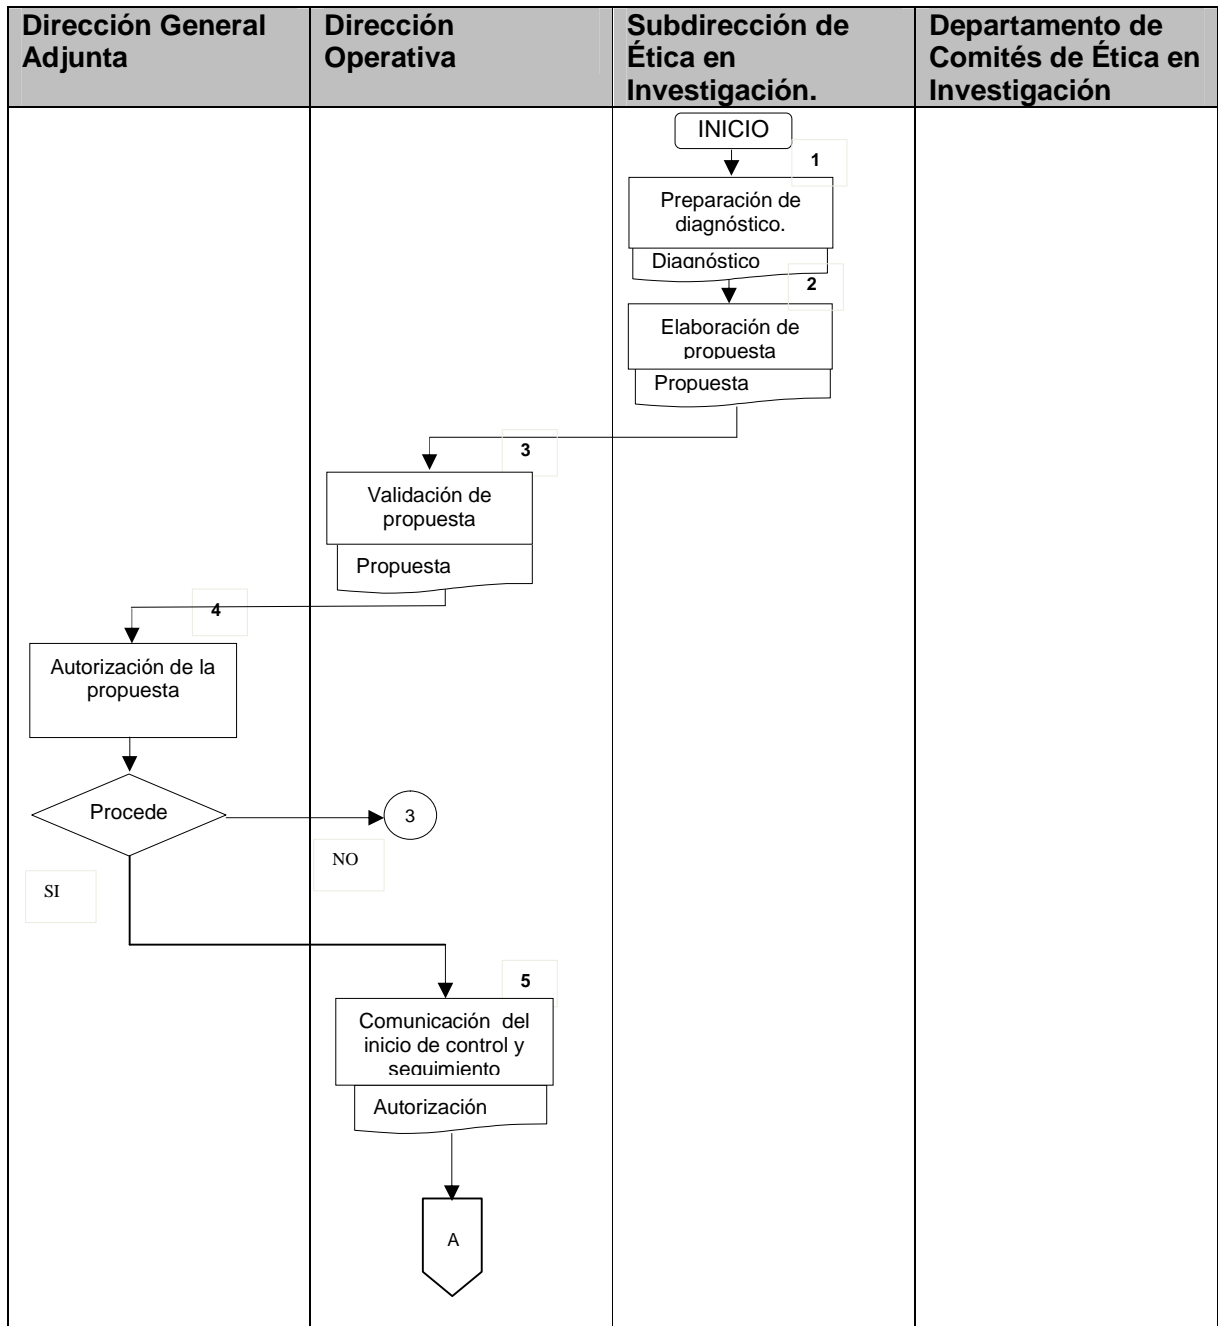 Dirección General
Adjunta
Dirección
Operativa
Subdirección de
Ética en
Investigación.
Departamento de
Comités de Ética en
Investigación
INICIO
1
Preparación de
diagnóstico.
Diagnóstico
2
Elaboración de
propuesta
Propuesta
3
Validación de
propuesta
Propuesta
4
Autorización de la
propuesta
Procede
3
NO
SI
5
Comunicación del
inicio de control y
seguimiento
Autorización
A